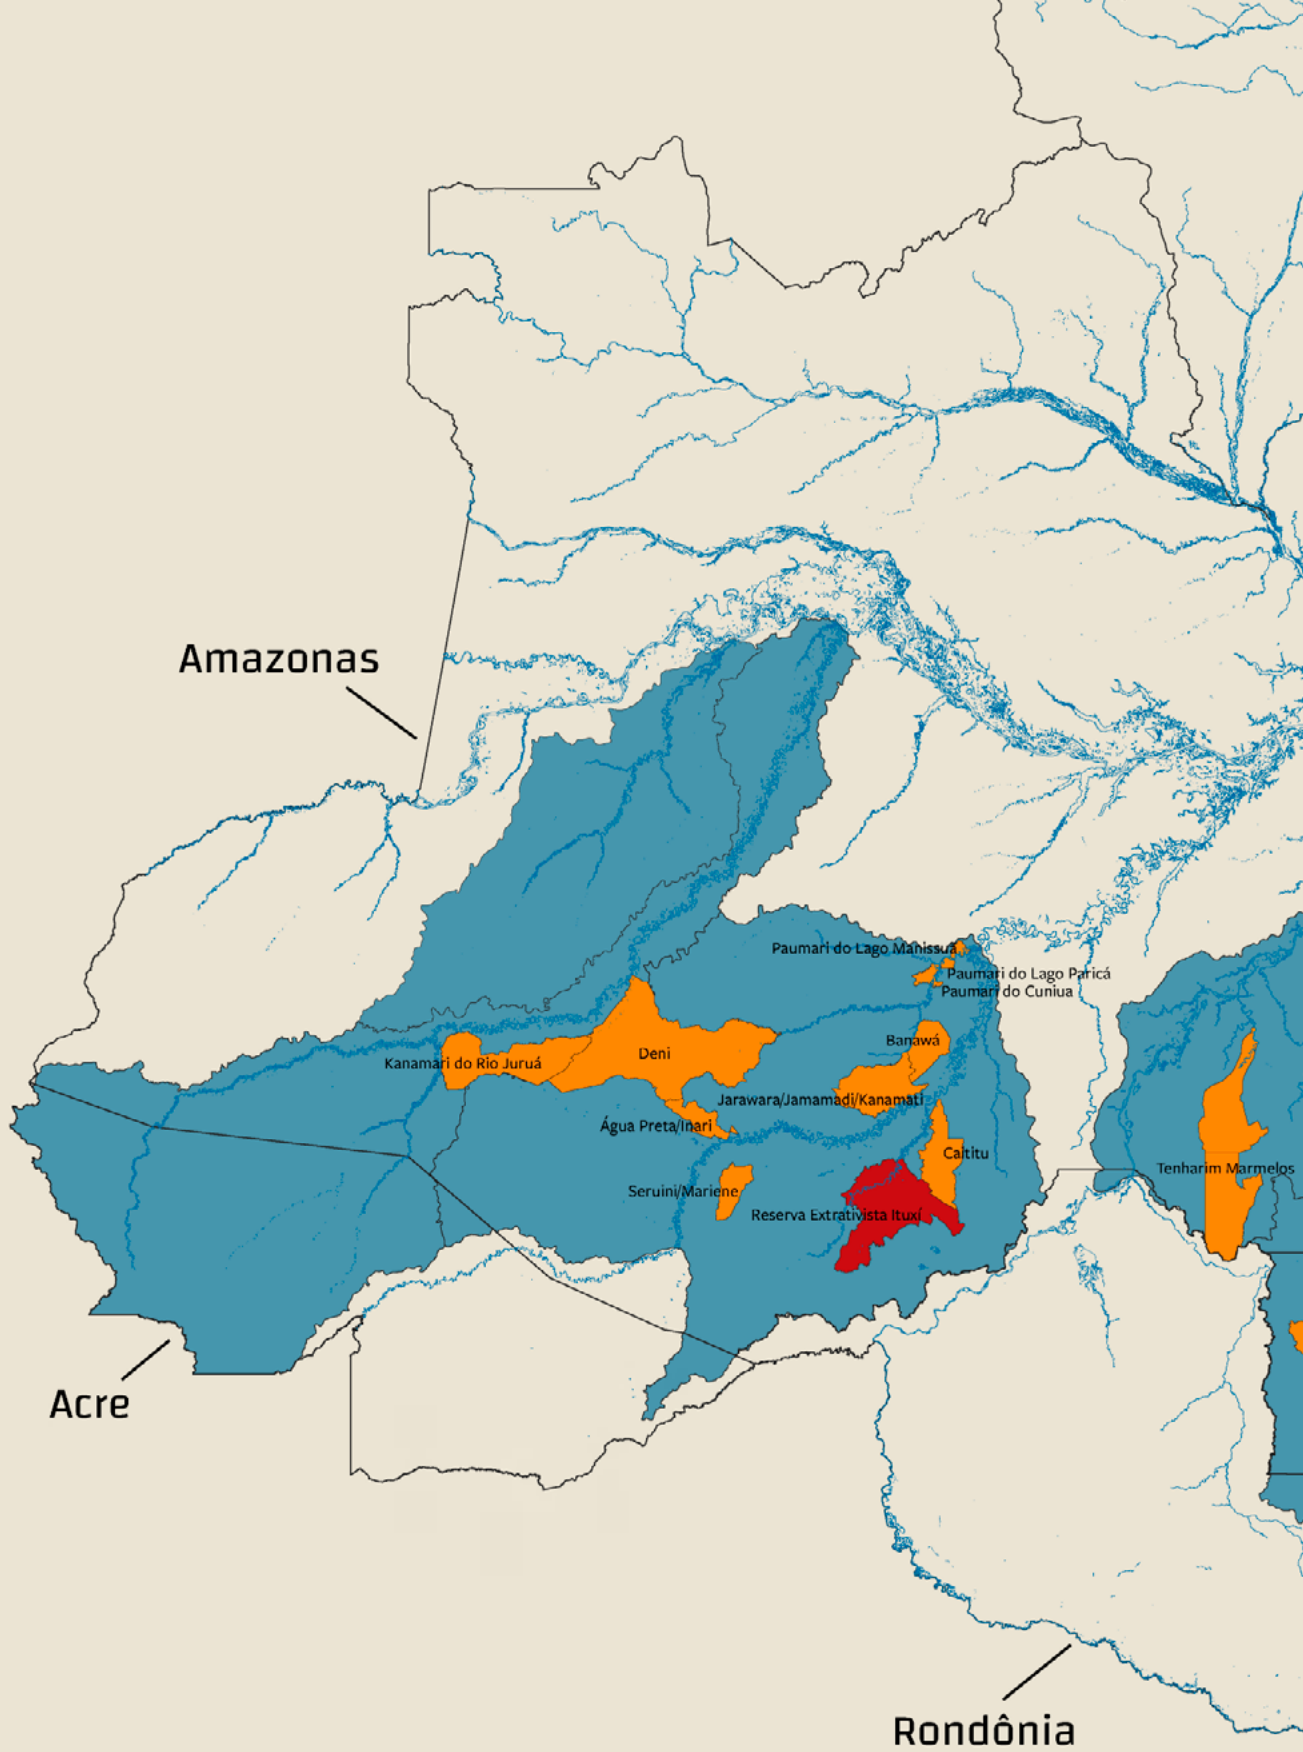 Amazonas
Paumari do Lago Manissuã
Paumari do Lago Paricá
Paumari do Cuniua
Banawá
Deni
Kanamari do Rio Juruá
Jarawara/Jamamadi/Kanamati
Água Preta/Inari
Caititu
Tenharim Marmelos
Seruini/Mariene
Reserva Extrativista Ituxi
Acre
Rondônia